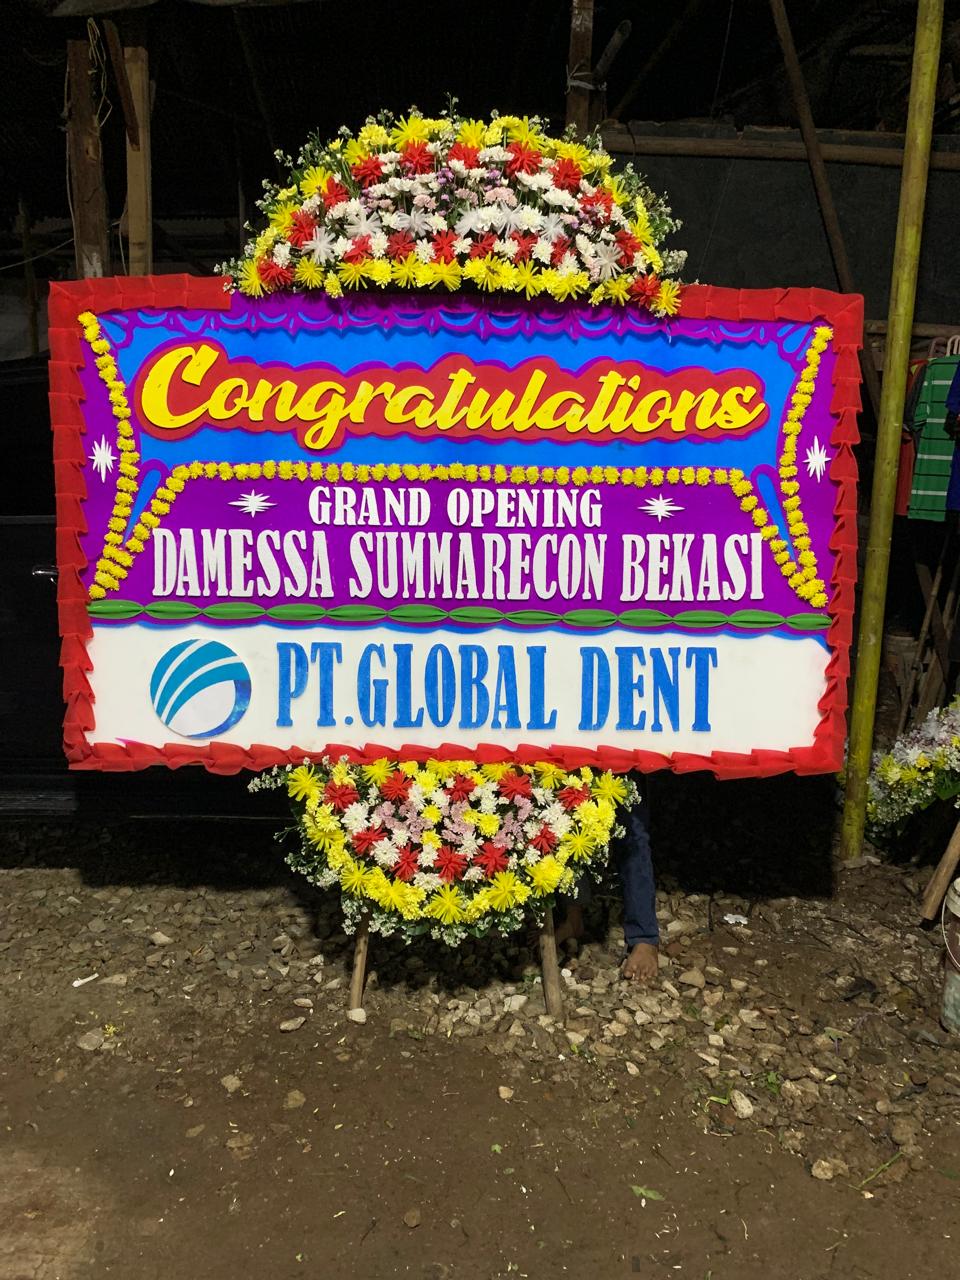 Congratulations
GRAND OPENING
DAMESSA SUMMARECON BEKASI
PT.GLOBAL DENT